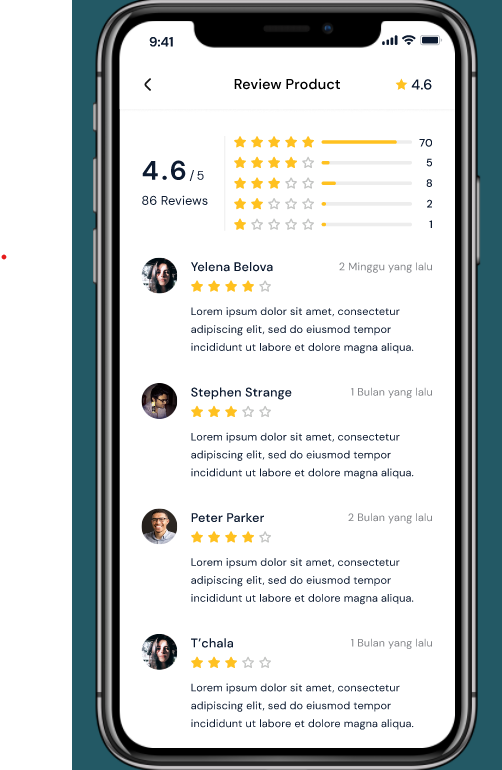 9:41
Review Product
4.6
4.6 / 5
86 Reviews
70
5
8
2
1
Yelena Belova
2 Minggu yang lalu
Lorem ipsum dolor sit amet, consectetur
adipiscing elit, sed do eiusmod tempor
incididunt ut labore et dolore magna aliqua.
Stephen Strange
1 Bulan yang lalu
Lorem ipsum dolor sit amet, consectetur
adipiscing elit, sed do eiusmod tempor
incididunt ut labore et dolore magna aliqua.
Peter Parker
2 Bulan yang lalu
Lorem ipsum dolor sit amet, consectetur
adipiscing elit, sed do eiusmod tempor
incididunt ut labore et dolore magna aliqua.
T'chala
1 Bulan yang lalu
Lorem ipsum dolor sit amet, consectetur
adipiscing elit, sed do eiusmod tempor
incididunt ut labore et dolore magna aliqua.